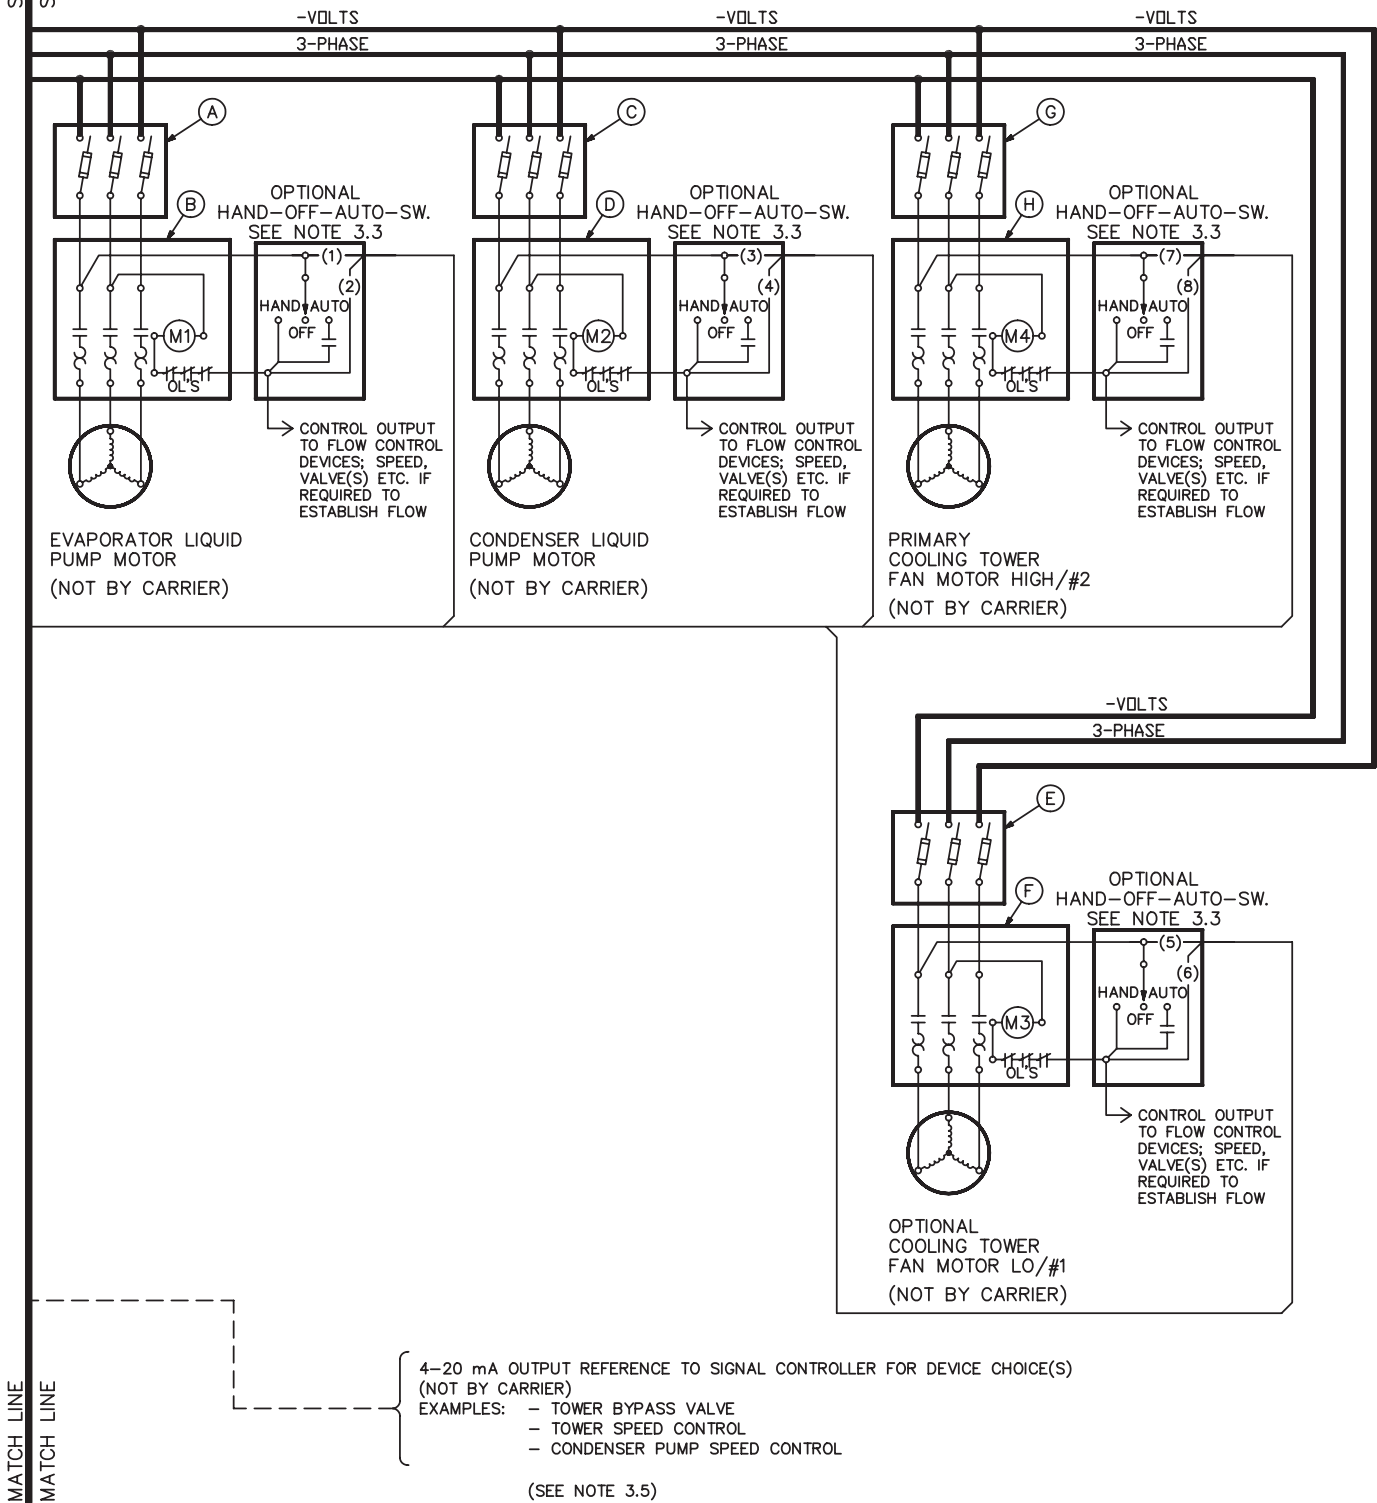 S
S
-VOLTS
3-PHASE
-VOLTS
3-PHASE
-VOLTS
3-PHASE
A
B
OPTIONAL
HAND-OFF-AUTO-SW.
SEE NOTE 3.3
(1)
(2)
HAND AUTO
OFF
M1
OL'S
CONTROL OUTPUT
TO FLOW CONTROL
DEVICES; SPEED,
VALVE(S) ETC. IF
REQUIRED TO
ESTABLISH FLOW
EVAPORATOR LIQUID
PUMP MOTOR
(NOT BY CARRIER)
C
D
OPTIONAL
HAND-OFF-AUTO-SW.
SEE NOTE 3.3
(3)
(4)
HAND AUTO
OFF
M2
OL'S
CONTROL OUTPUT
TO FLOW CONTROL
DEVICES; SPEED,
VALVE(S) ETC. IF
REQUIRED TO
ESTABLISH FLOW
CONDENSER LIQUID
PUMP MOTOR
(NOT BY CARRIER)
G
H
OPTIONAL
HAND-OFF-AUTO-SW.
SEE NOTE 3.3
(7)
(8)
HAND AUTO
OFF
M4
OL'S
CONTROL OUTPUT
TO FLOW CONTROL
DEVICES; SPEED,
VALVE(S) ETC. IF
REQUIRED TO
ESTABLISH FLOW
PRIMARY
COOLING TOWER
FAN MOTOR HIGH/#2
(NOT BY CARRIER)
-VOLTS
3-PHASE
E
F
OPTIONAL
HAND-OFF-AUTO-SW.
SEE NOTE 3.3
(5)
(6)
HAND AUTO
OFF
M3
OL'S
CONTROL OUTPUT
TO FLOW CONTROL
DEVICES; SPEED,
VALVE(S) ETC. IF
REQUIRED TO
ESTABLISH FLOW
OPTIONAL
COOLING TOWER
FAN MOTOR LO/#1
(NOT BY CARRIER)
4-20 mA OUTPUT REFERENCE TO SIGNAL CONTROLLER FOR DEVICE CHOICE(S)
(NOT BY CARRIER)
EXAMPLES: - TOWER BYPASS VALVE
- TOWER SPEED CONTROL
- CONDENSER PUMP SPEED CONTROL
(SEE NOTE 3.5)
MATCH LINE
MATCH LINE